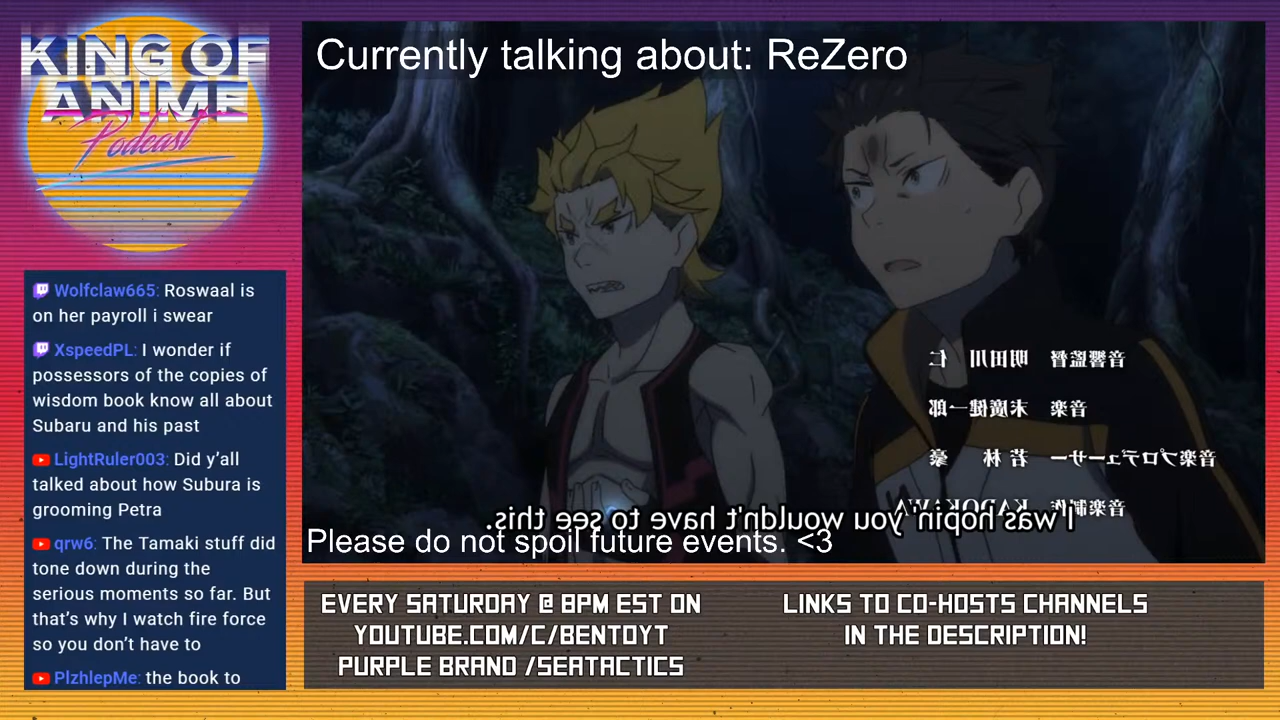 KING OF
ANIME
Podcast
Currently talking about: ReZero
Wolfclaw665: Roswaal is
on her payroll i swear
XspeedPL: I wonder if
possessors of the copies of
wisdom book know all about
Subaru and his past
LightRuler003: Did y'all
talked about how Subura is
grooming Petra
qrw6: The Tamaki stuff did
tone down during the
serious moments so far. But
that's why I watch fire force
so you don't have to
PlzhlepMe: the book to
音響監督 明田川 仁
音楽 末廣健一郎
音楽プロデューサー 若林 豪
音楽制作 KADOKAWA
I was hopin' you wouldn't have to see this.
Please do not spoil future events. <3
EVERY SATURDAY @ 8PM EST ON
YOUTUBE.COM/C/BENTOYT
PURPLE BRAND /SEATACTICS
LINKS TO CO-HOSTS CHANNELS
IN THE DESCRIPTION!